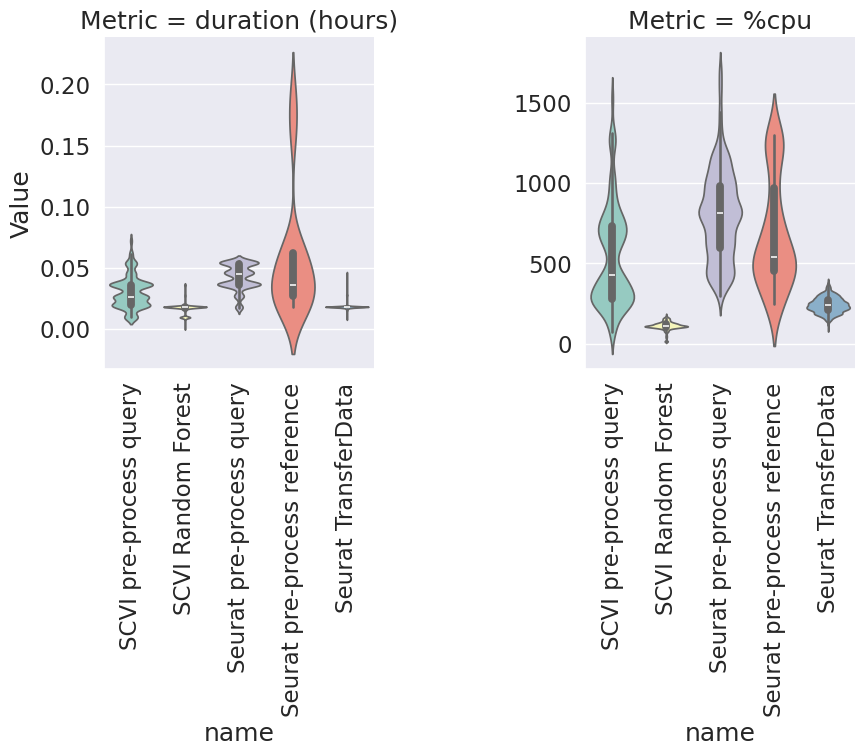 Metric = duration (hours)
Value
0.20
0.15
0.10
0.05
0.00
SCVI pre-process query
SCVI Random Forest
Seurat pre-process query
Seurat pre-process reference
Seurat TransferData
name
Metric = %cpu
1500
1000
500
0
SCVI pre-process query
SCVI Random Forest
Seurat pre-process query
Seurat pre-process reference
Seurat TransferData
name